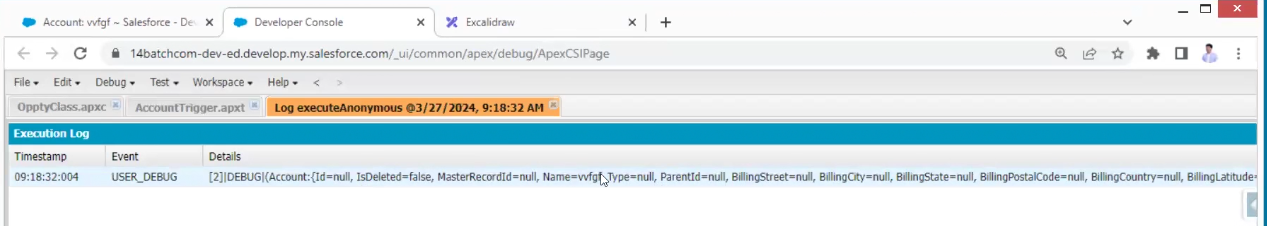 Account: vvfgf ~ Salesforce - Dev
Developer Console
Excalidraw
14batchcom-dev-ed.develop.my.salesforce.com/_ui/common/apex/debug/ApexCSIPage
File Edit Debug Test Workspace Help < >
OpptyClass.apxc AccountTrigger.apxt Log executeAnonymous @3/27/2024, 9:18:32 AM
Execution Log
Timestamp Event Details
09:18:32:004 USER_DEBUG [2]|DEBUG|(Account:{Id=null, IsDeleted=false, MasterRecordId=null, Name=vvfgf, Type=null, ParentId=null, BillingStreet=null, BillingCity=null, BillingState=null, BillingPostalCode=null, BillingCountry=null, BillingLatitude=